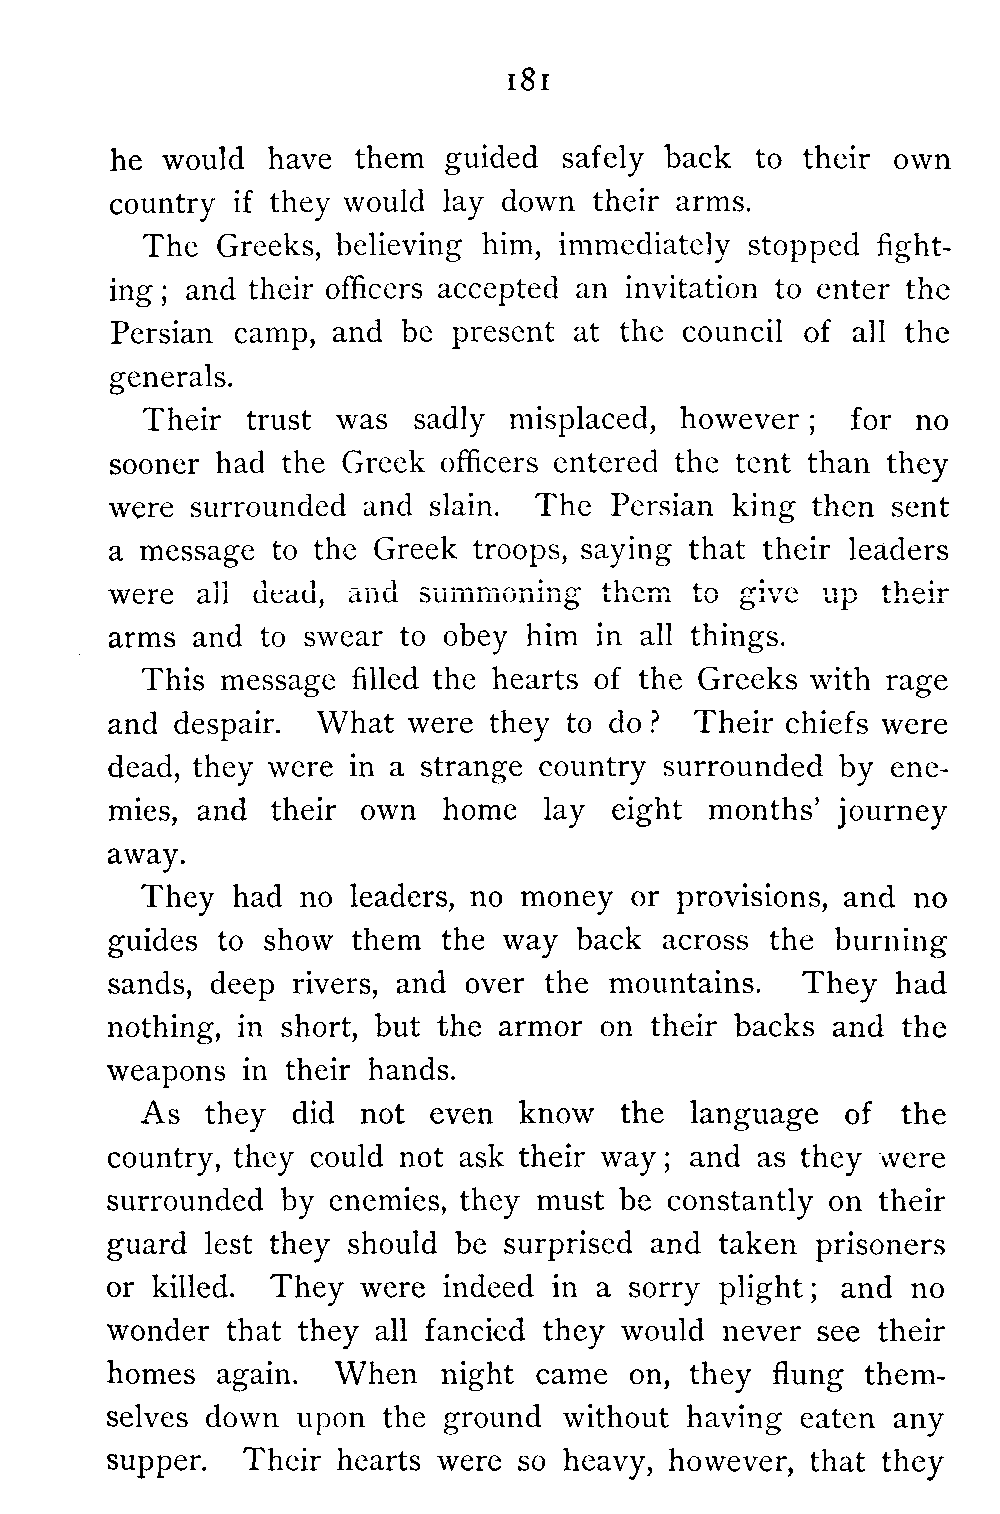 181
he would have them guided safely back to their own
country if they would lay down their arms.
The Greeks, believing him, immediately stopped fight-
ing; and their officers accepted an invitation to enter the
Persian camp, and be present at the council of all the
generals.
Their trust was sadly misplaced, however; for no
sooner had the Greek officers entered the tent than they
were surrounded and slain. The Persian king then sent
a message to the Greek troops, saying that their leaders
were all dead, and summoning them to give up their
arms and to swear to obey him in all things.
This message filled the hearts of the Greeks with rage
and despair. What were they to do? Their chiefs were
dead, they were in a strange country surrounded by ene-
mies, and their own home lay eight months' journey
away.
They had no leaders, no money or provisions, and no
guides to show them the way back across the burning
sands, deep rivers, and over the mountains. They had
nothing, in short, but the armor on their backs and the
weapons in their hands.
As they did not even know the language of the
country, they could not ask their way; and as they were
surrounded by enemies, they must be constantly on their
guard lest they should be surprised and taken prisoners
or killed. They were indeed in a sorry plight; and no
wonder that they all fancied they would never see their
homes again. When night came on, they flung them-
selves down upon the ground without having eaten any
supper. Their hearts were so heavy, however, that they